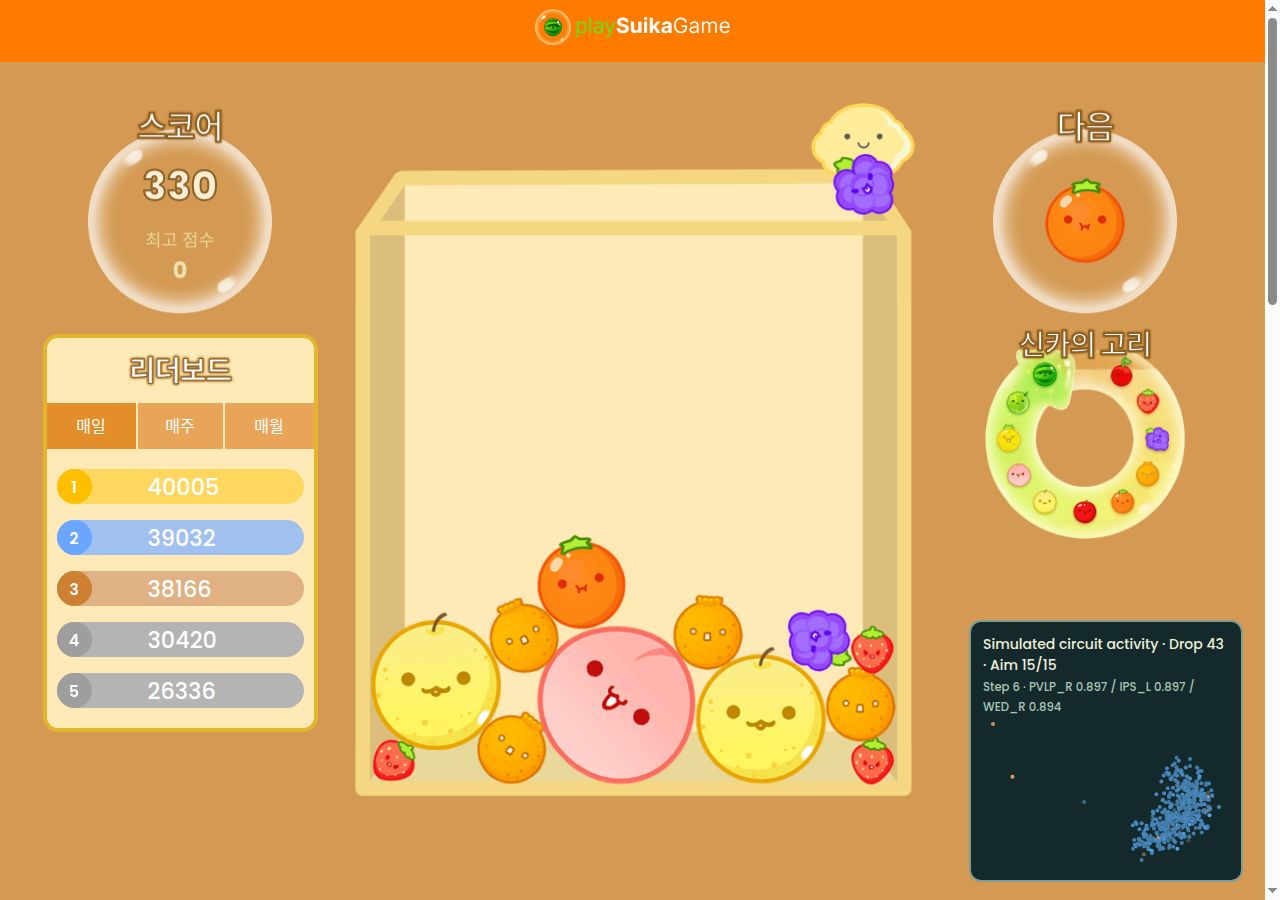 playSuikaGame
스코어
330
최고 점수
0
다음
신카의 고리
리더보드
매일
매주
매월
1
40005
2
39032
3
38166
4
30420
5
26336
Simulated circuit activity · Drop 43
· Aim 15/15
Step 6 · PVLP_R 0.897 / IPS_L 0.897 /
WED_R 0.894